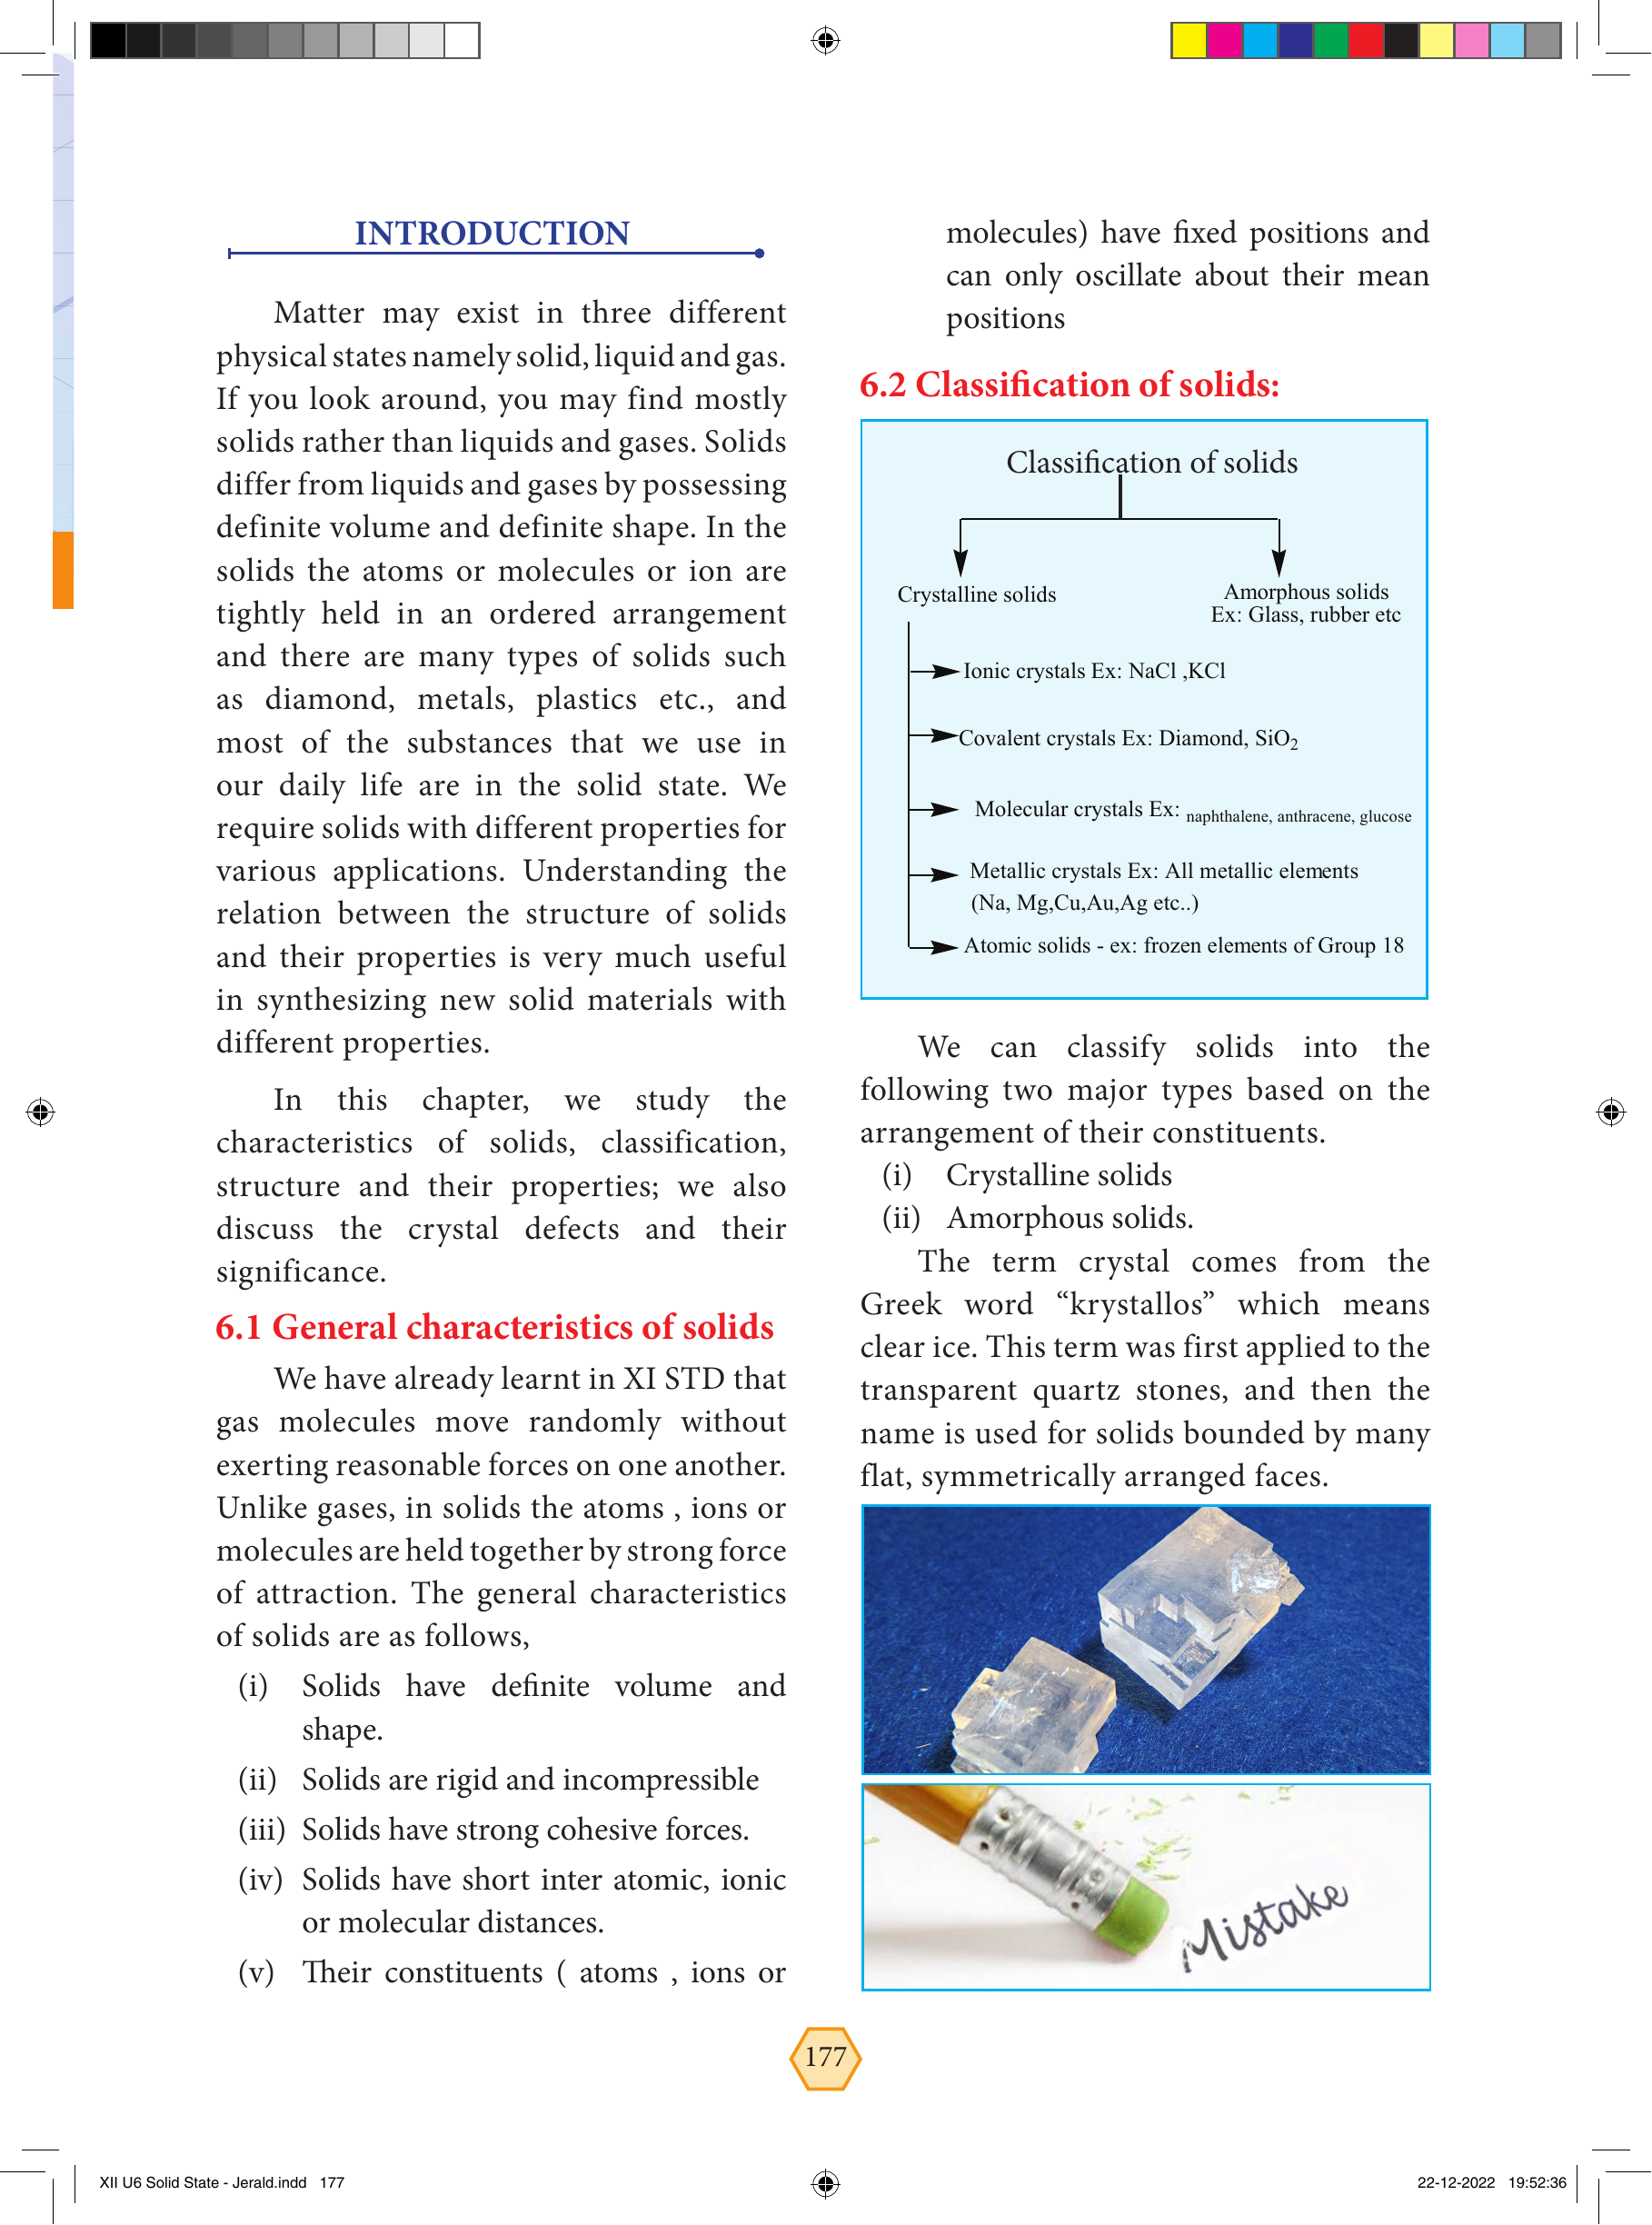 INTRODUCTION
Matter may exist in three different
physical states namely solid, liquid and gas.
If you look around, you may find mostly
solids rather than liquids and gases. Solids
differ from liquids and gases by possessing
definite volume and definite shape. In the
solids the atoms or molecules or ion are
tightly held in an ordered arrangement
and there are many types of solids such
as diamond, metals, plastics etc., and
most of the substances that we use in
our daily life are in the solid state. We
require solids with different properties for
various applications. Understanding the
relation between the structure of solids
and their properties is very much useful
in synthesizing new solid materials with
different properties.
In this chapter, we study the
characteristics of solids, classification,
structure and their properties; we also
discuss the crystal defects and their
significance.
6.1 General characteristics of solids
We have already learnt in XI STD that
gas molecules move randomly without
exerting reasonable forces on one another.
Unlike gases, in solids the atoms , ions or
molecules are held together by strong force
of attraction. The general characteristics
of solids are as follows,
(i) Solids have definite volume and
shape.
(ii) Solids are rigid and incompressible
(iii) Solids have strong cohesive forces.
(iv) Solids have short inter atomic, ionic
or molecular distances.
(v) Their constituents ( atoms , ions or
molecules) have fixed positions and
can only oscillate about their mean
positions
6.2 Classification of solids:
Classification of solids
Crystalline solids
Amorphous solids
Ex: Glass, rubber etc
Ionic crystals Ex: NaCl ,KCl
Covalent crystals Ex: Diamond, SiO₂
Molecular crystals Ex: naphthalene, anthracene, glucose
Metallic crystals Ex: All metallic elements
(Na, Mg,Cu,Au,Ag etc..)
Atomic solids - ex: frozen elements of Group 18
We can classify solids into the
following two major types based on the
arrangement of their constituents.
(i) Crystalline solids
(ii) Amorphous solids.
The term crystal comes from the
Greek word “krystallos” which means
clear ice. This term was first applied to the
transparent quartz stones, and then the
name is used for solids bounded by many
flat, symmetrically arranged faces.
Mistake
177
XII U6 Solid State - Jerald.indd 177
22-12-2022 19:52:36